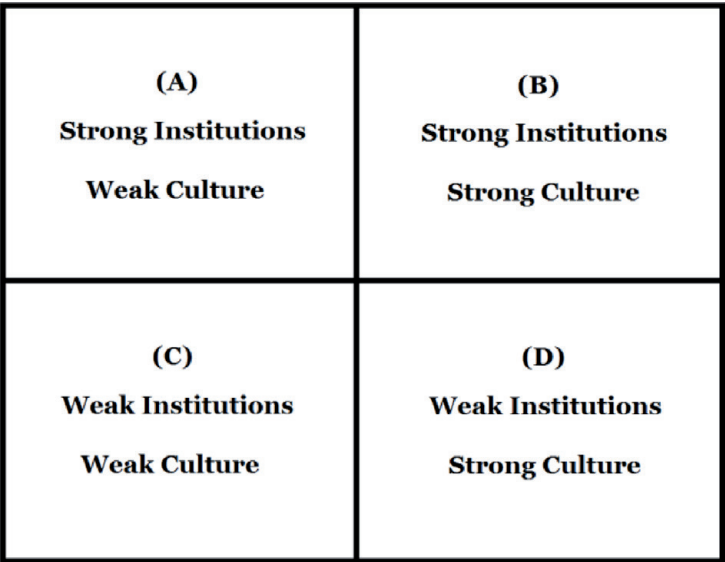 (A)
Strong Institutions
Weak Culture
(B)
Strong Institutions
Strong Culture
(C)
Weak Institutions
Weak Culture
(D)
Weak Institutions
Strong Culture